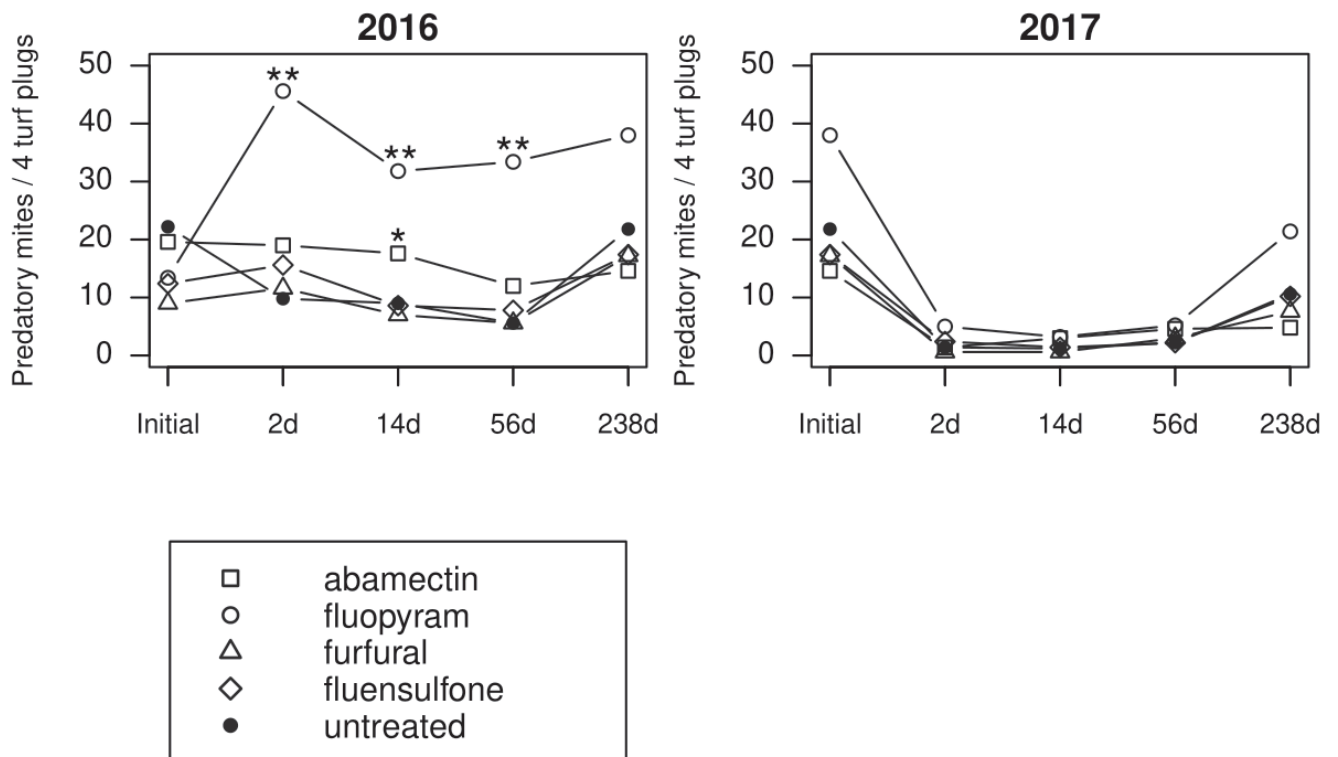 2016
Predatory mites / 4 turf plugs
50
40
30
20
10
0
**
**
**
*
Initial 2d 14d 56d 238d
2017
Predatory mites / 4 turf plugs
50
40
30
20
10
0
Initial 2d 14d 56d 238d
abamectin
fluopyram
furfural
fluensulfone
untreated